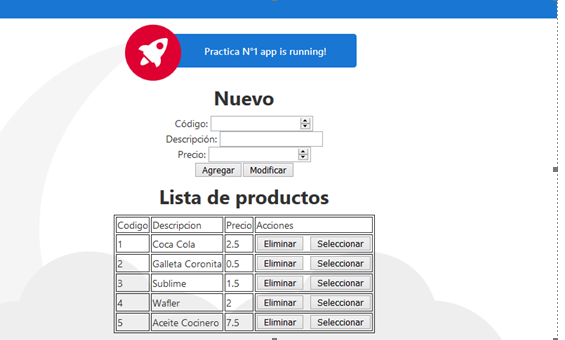 Practica N°1 app is running!
Nuevo
Código:
Descripción:
Precio:
Agregar Modificar
Lista de productos
Codigo Descripcion Precio Acciones
1 Coca Cola 2.5 Eliminar Seleccionar
2 Galleta Coronita 0.5 Eliminar Seleccionar
3 Sublime 1.5 Eliminar Seleccionar
4 Wafler 2 Eliminar Seleccionar
5 Aceite Cocinero 7.5 Eliminar Seleccionar